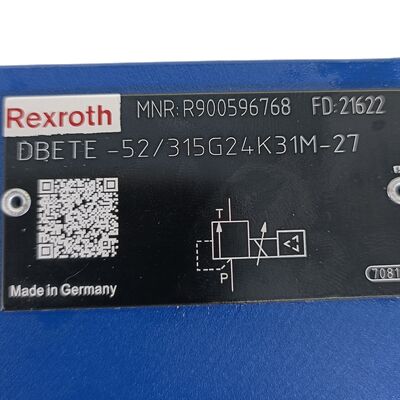 Rexroth MNR: R900596768 FD: 21622
DBETE -52/315G24K31M-27
T
P
Made in Germany
7081